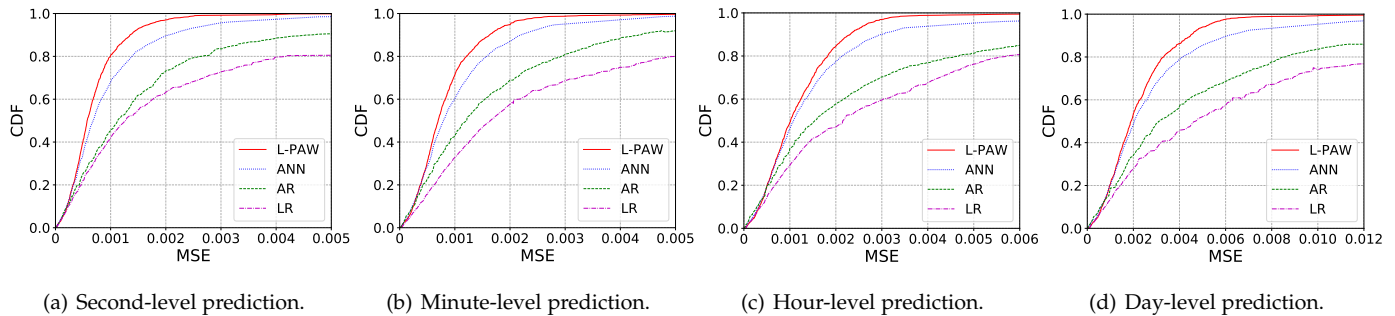 1.0
0.8
0.6
0.4
0.2
0.0
CDF
0 0.001 0.002 0.003 0.004 0.005
MSE
L-PAW
ANN
AR
LR
(a) Second-level prediction.
1.0
0.8
0.6
0.4
0.2
0.0
CDF
0 0.001 0.002 0.003 0.004 0.005
MSE
L-PAW
ANN
AR
LR
(b) Minute-level prediction.
1.0
0.8
0.6
0.4
0.2
0.0
CDF
0 0.001 0.002 0.003 0.004 0.005 0.006
MSE
L-PAW
ANN
AR
LR
(c) Hour-level prediction.
1.0
0.8
0.6
0.4
0.2
0.0
CDF
0 0.002 0.004 0.006 0.008 0.010 0.012
MSE
L-PAW
ANN
AR
LR
(d) Day-level prediction.